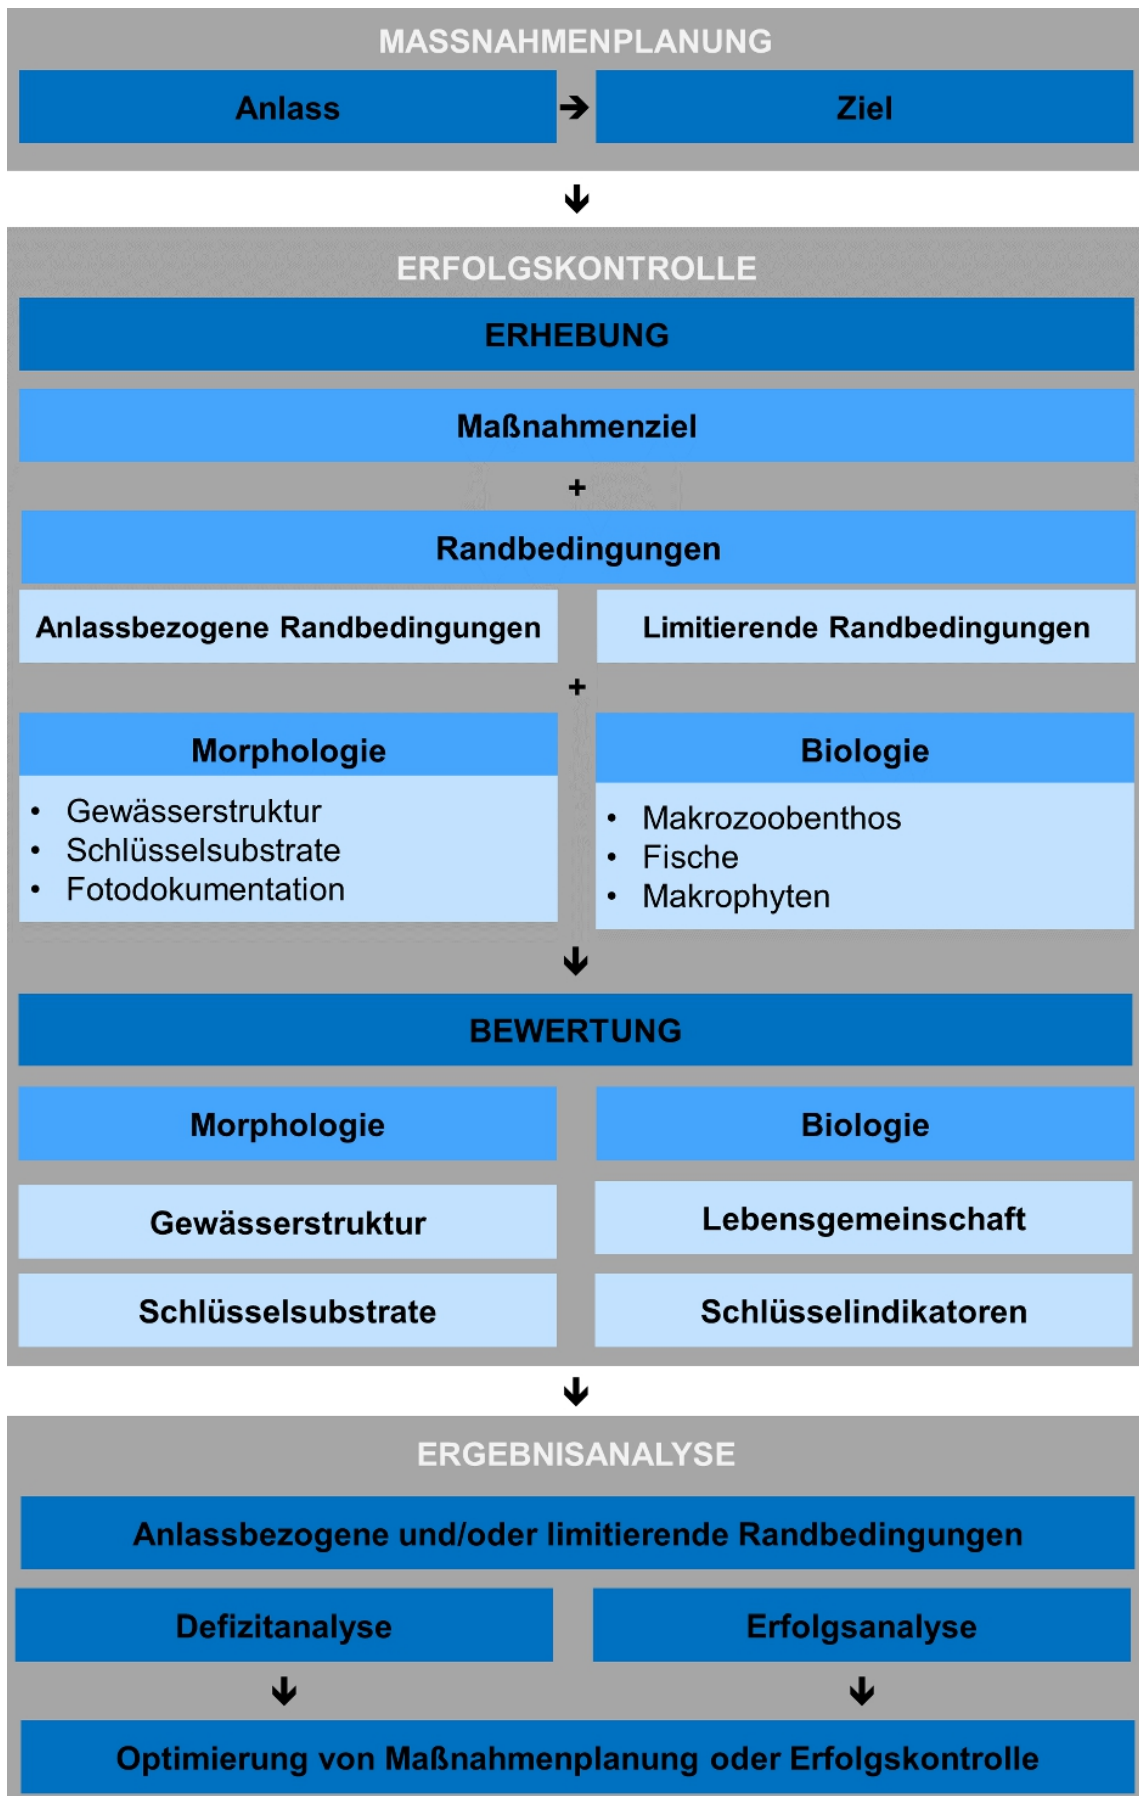 MASSNAHMENPLANUNG
Anlass → Ziel
ERFOLGSKONTROLLE
ERHEBUNG
Maßnahmenziel
+
Randbedingungen
Anlassbezogene Randbedingungen
Limitierende Randbedingungen
+
Morphologie
• Gewässerstruktur
• Schlüsselsubstrate
• Fotodokumentation
Biologie
• Makrozoobenthos
• Fische
• Makrophyten
BEWERTUNG
Morphologie
Gewässerstruktur
Schlüsselsubstrate
Biologie
Lebensgemeinschaft
Schlüsselindikatoren
ERGEBNISANALYSE
Anlassbezogene und/oder limitierende Randbedingungen
Defizitanalyse
Erfolgsanalyse
Optimierung von Maßnahmenplanung oder Erfolgskontrolle